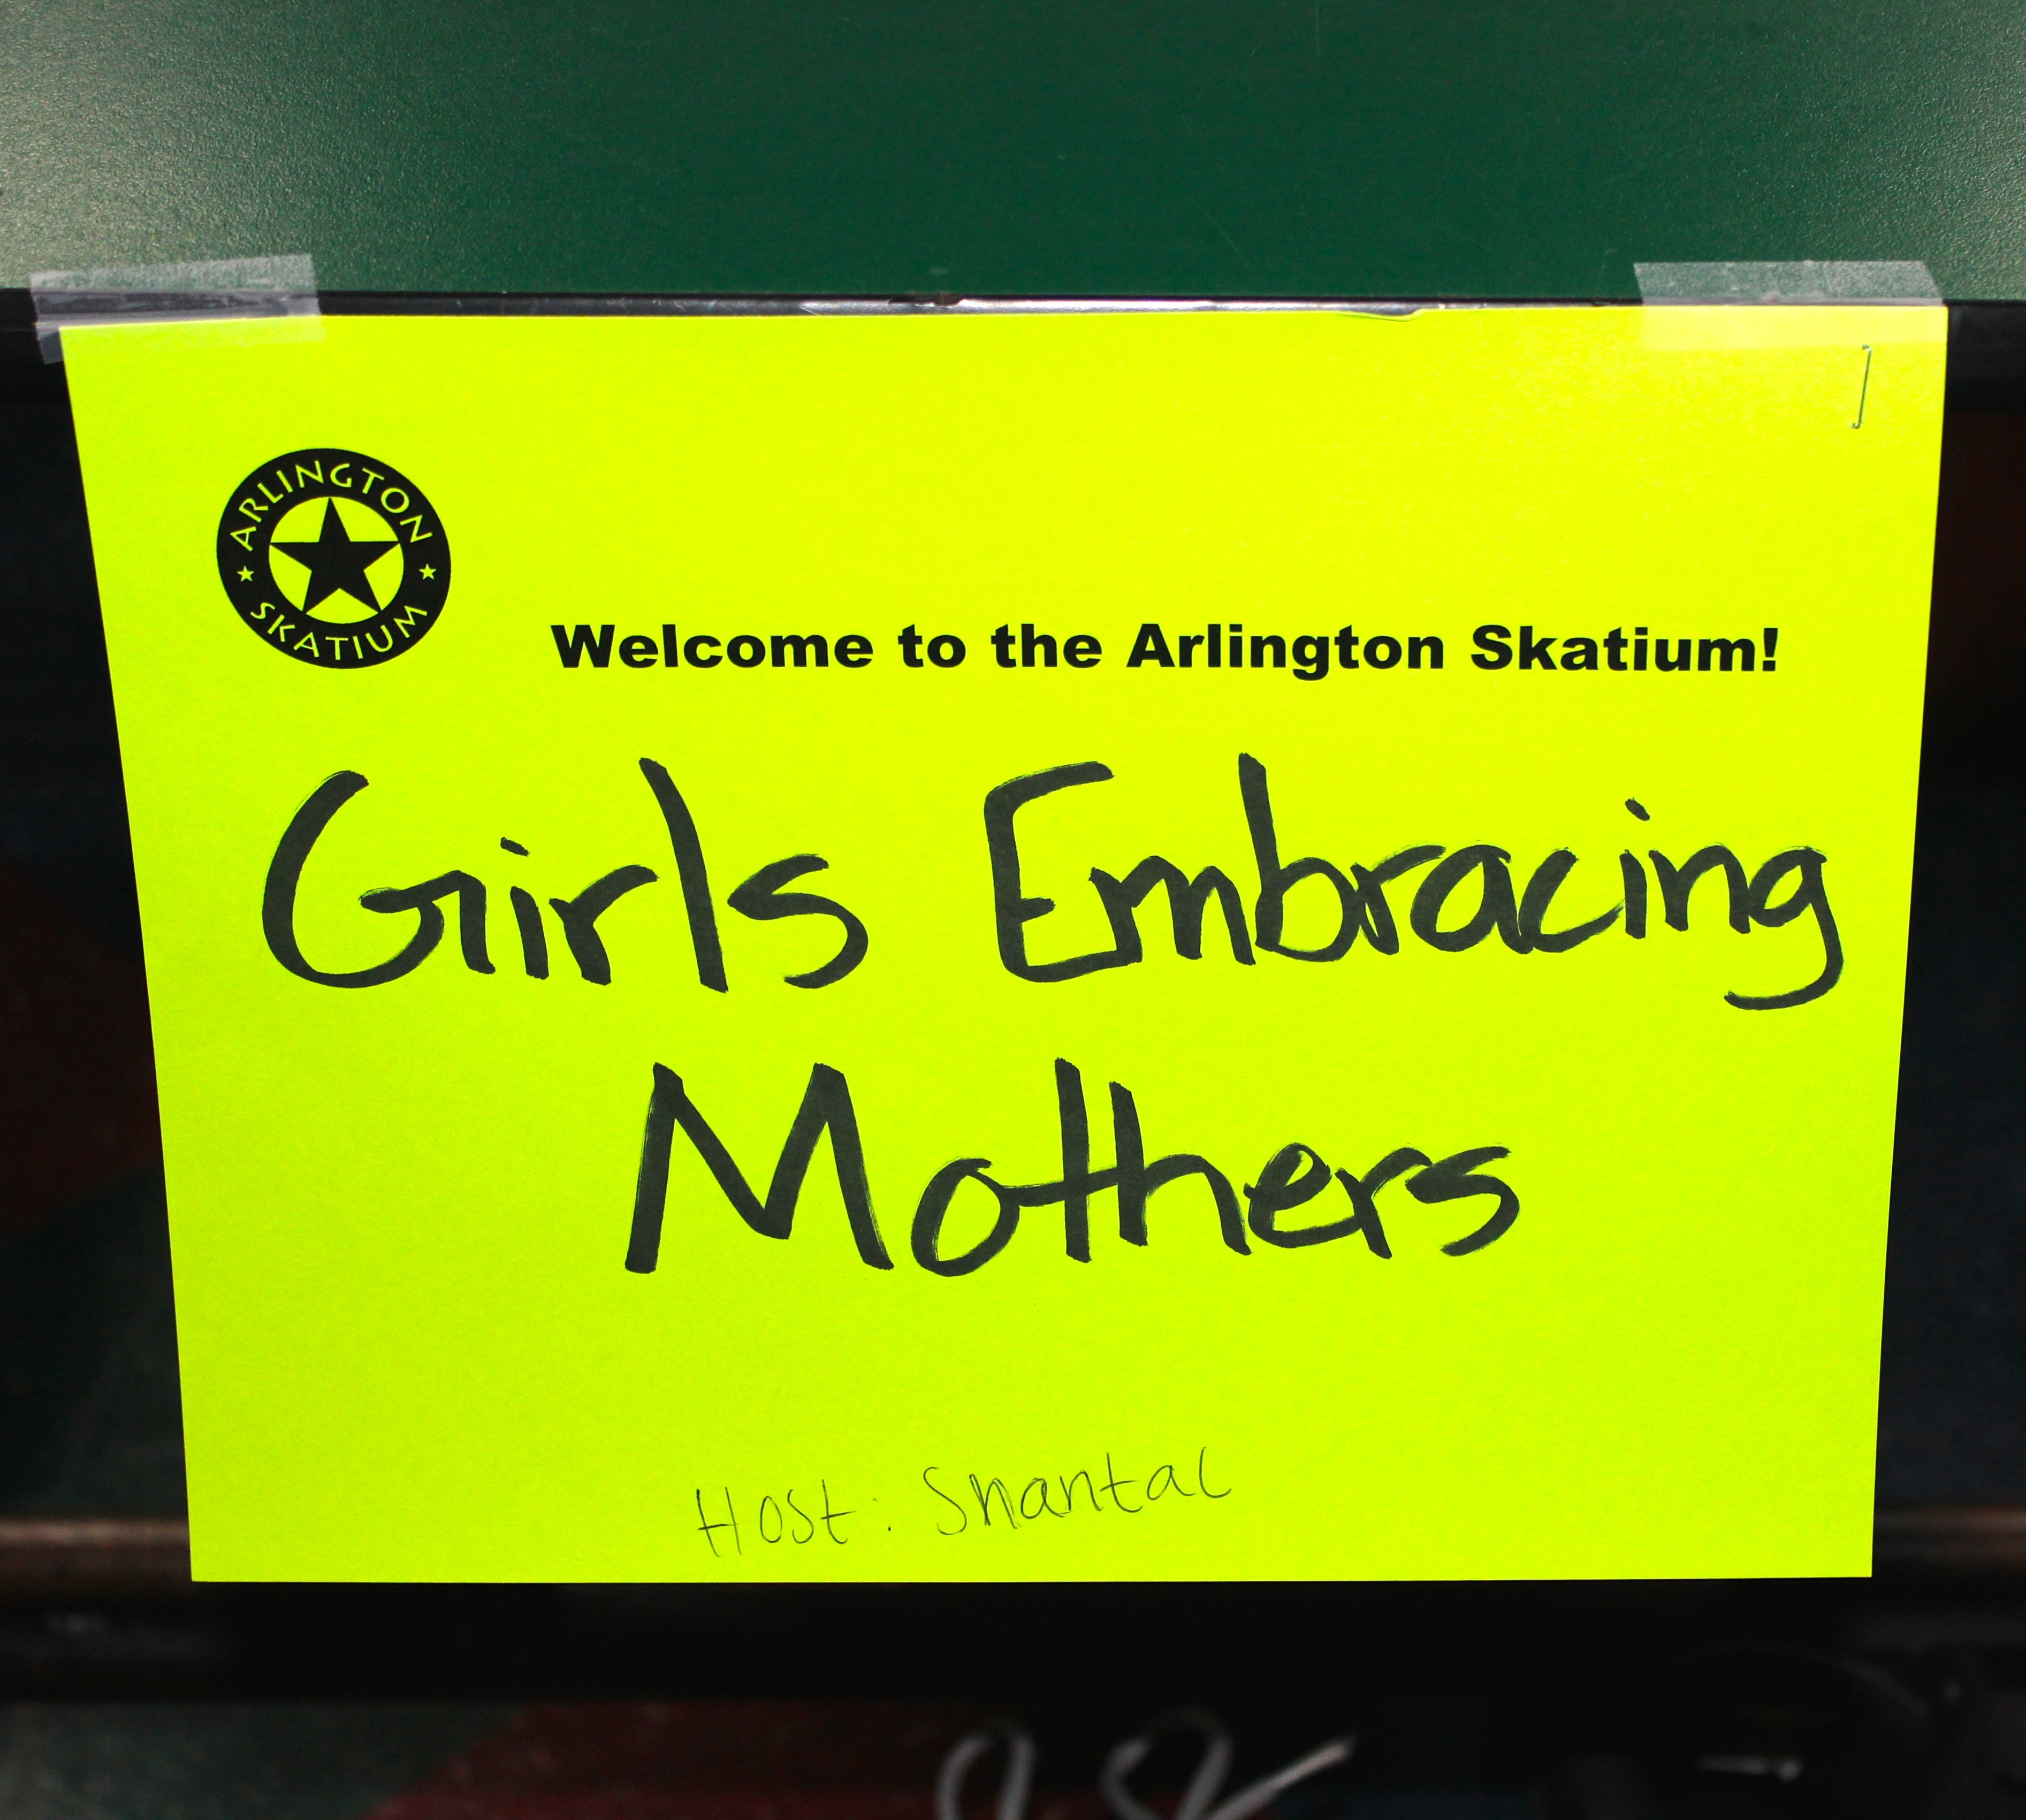 ARLINGTON
SKATIUM
Welcome to the Arlington Skatium!
Girls Embracing
Mothers
Host: Shantal